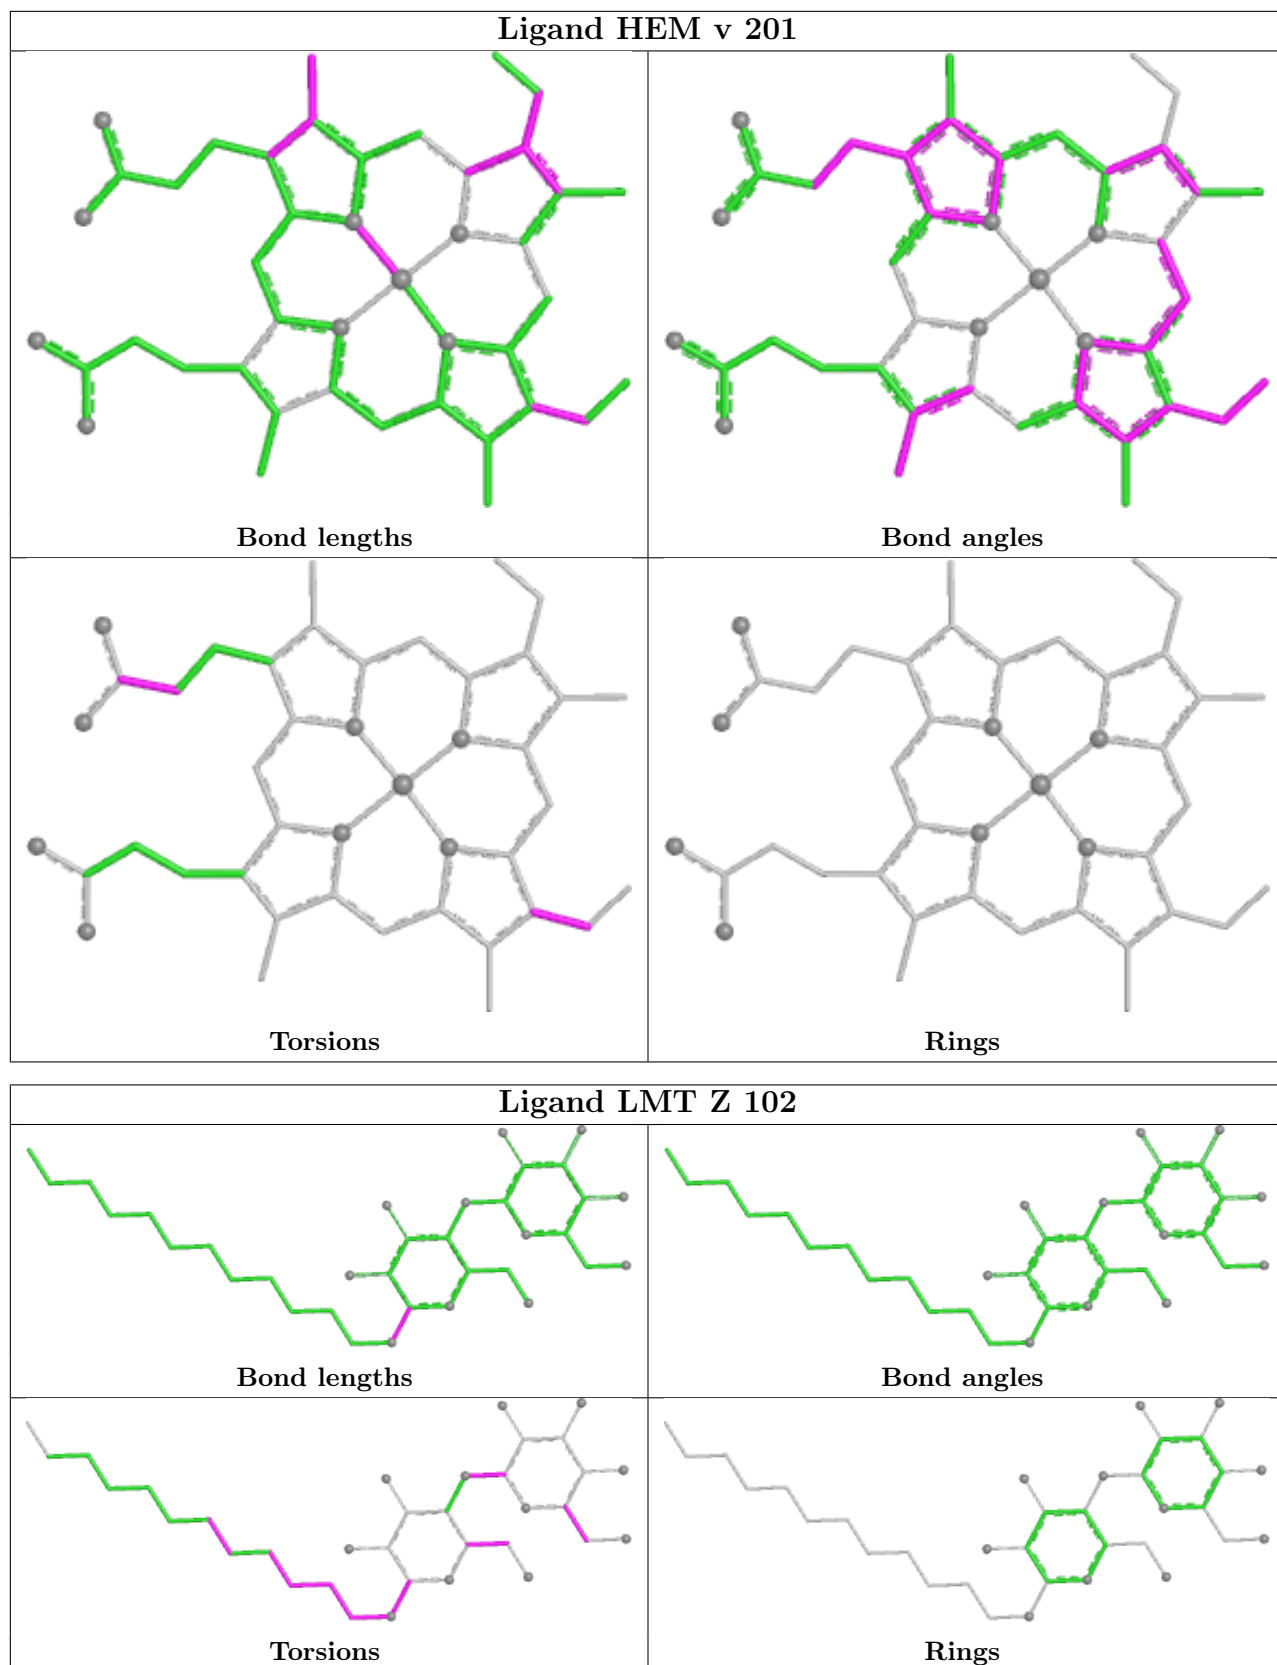 Ligand HEM v 201
Bond lengths
Bond angles
Torsions
Rings
Ligand LMT Z 102
Bond lengths
Bond angles
Torsions
Rings